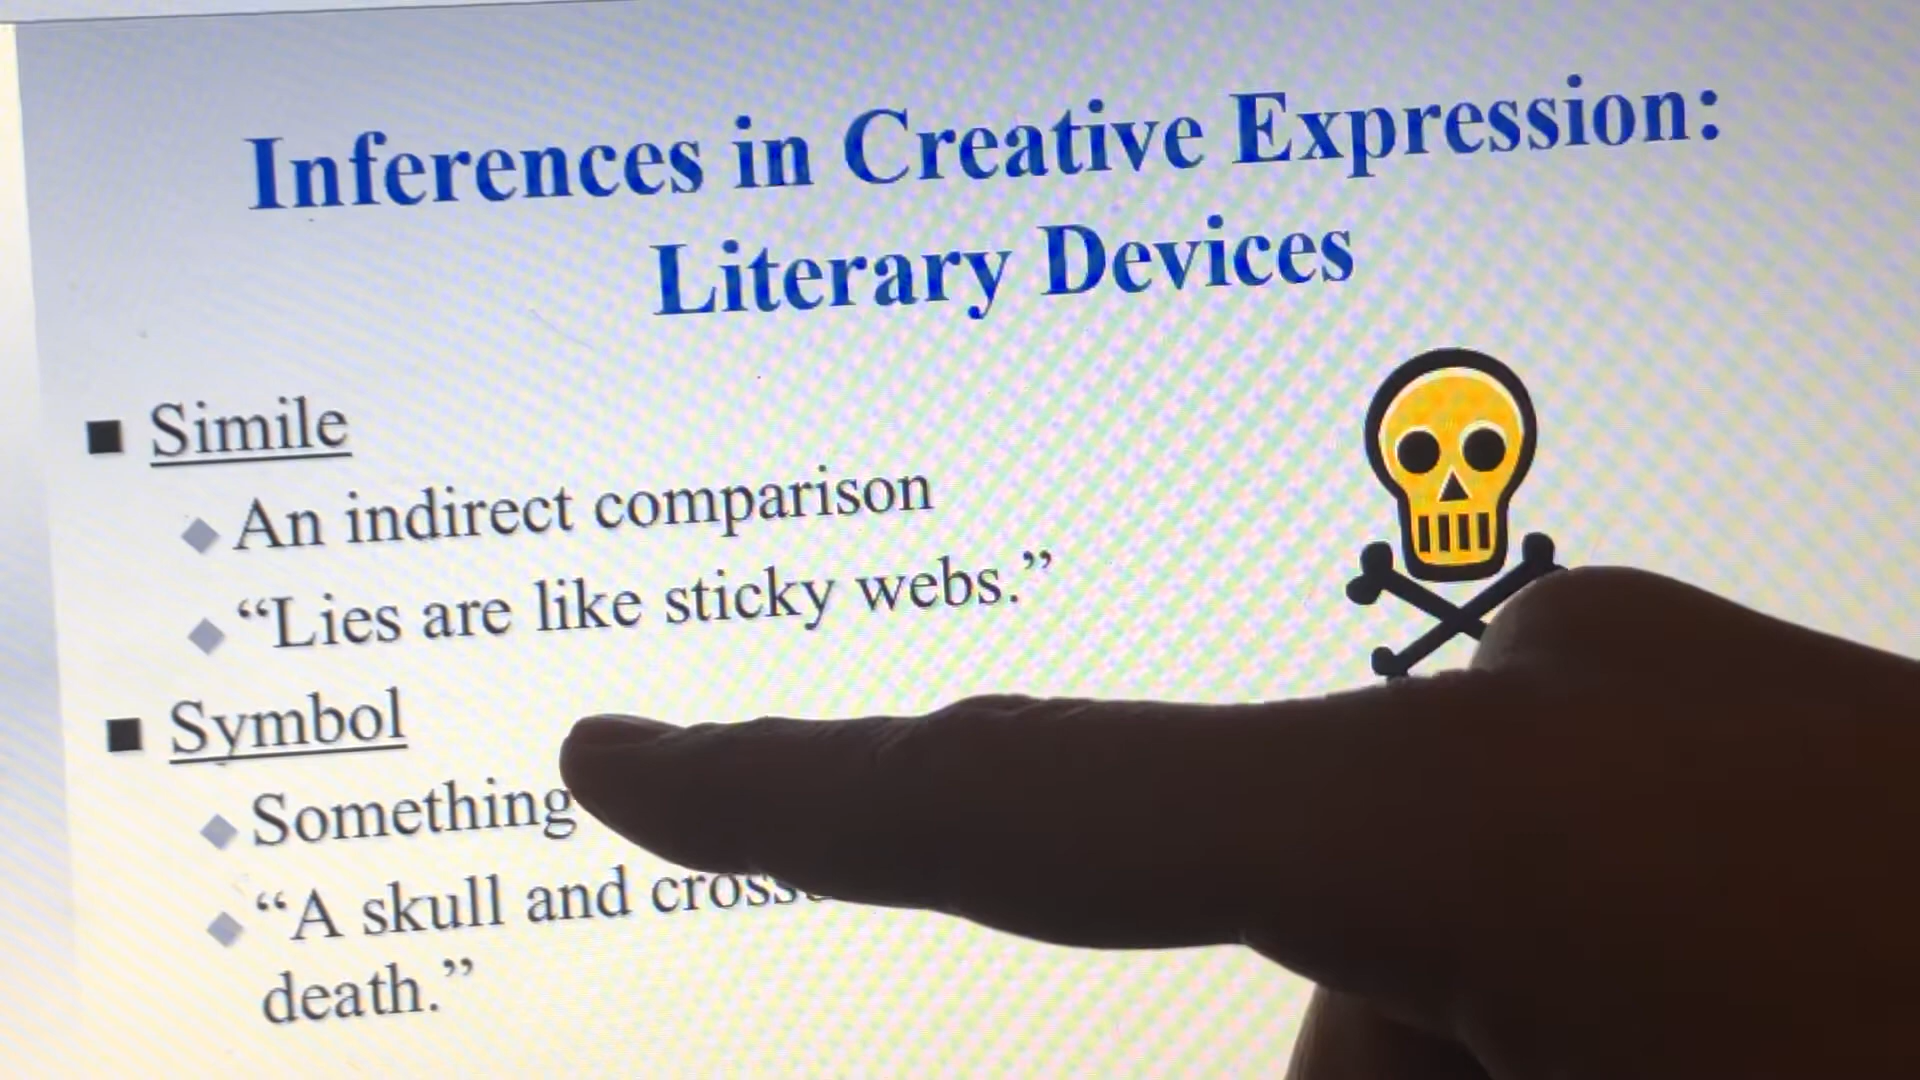 Inferences in Creative Expression:
Literary Devices
Simile
An indirect comparison
“Lies are like sticky webs.”
Symbol
Something
“A skull and
death.”